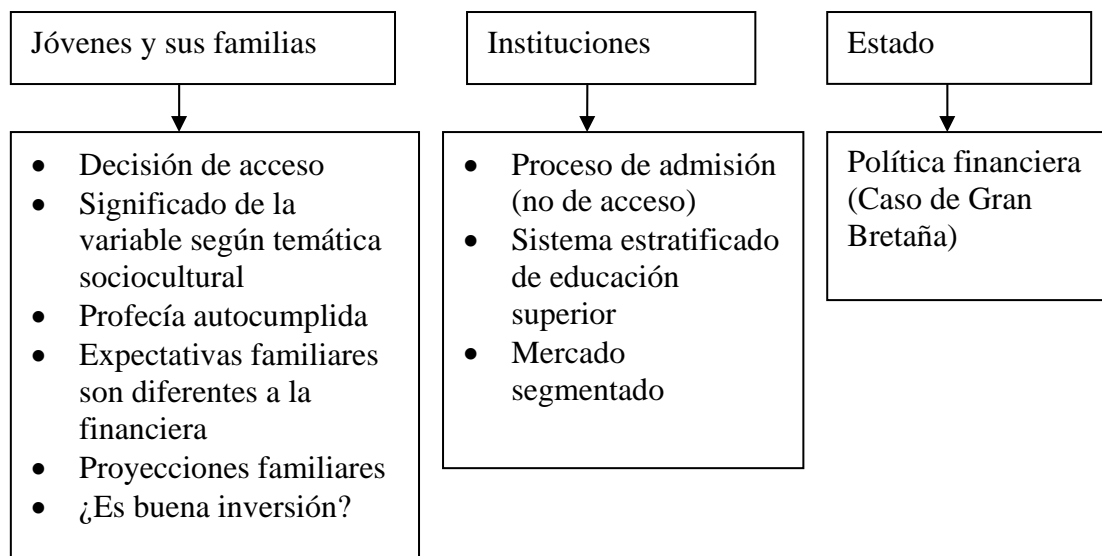 Jóvenes y sus familias
• Decisión de acceso
• Significado de la
variable según temática
sociocultural
• Profecía autocumplida
• Expectativas familiares
son diferentes a la
financiera
• Proyecciones familiares
• ¿Es buena inversión?
Instituciones
• Proceso de admisión
(no de acceso)
• Sistema estratificado
de educación
superior
• Mercado
segmentado
Estado
Política financiera
(Caso de Gran
Bretaña)